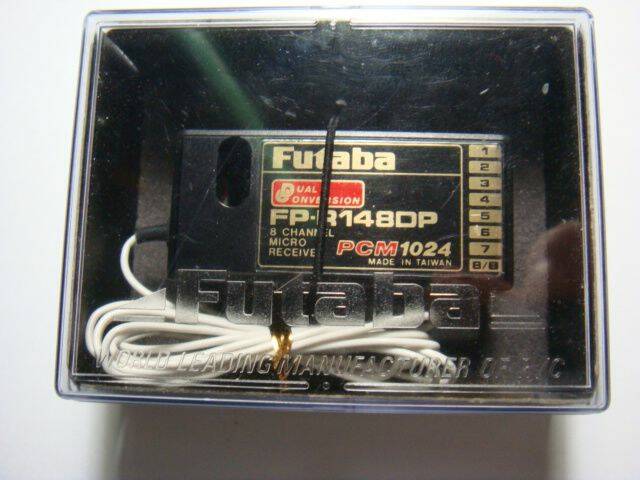 Futaba
DUAL
CONVERSION
FP-R148DP
8 CHANNEL
MICRO
RECEIVER
PCM1024
MADE IN TAIWAN
1
2
3
4
5
6
7
8/B
Futaba
WORLD LEADING MANUFACTURER OF R/C